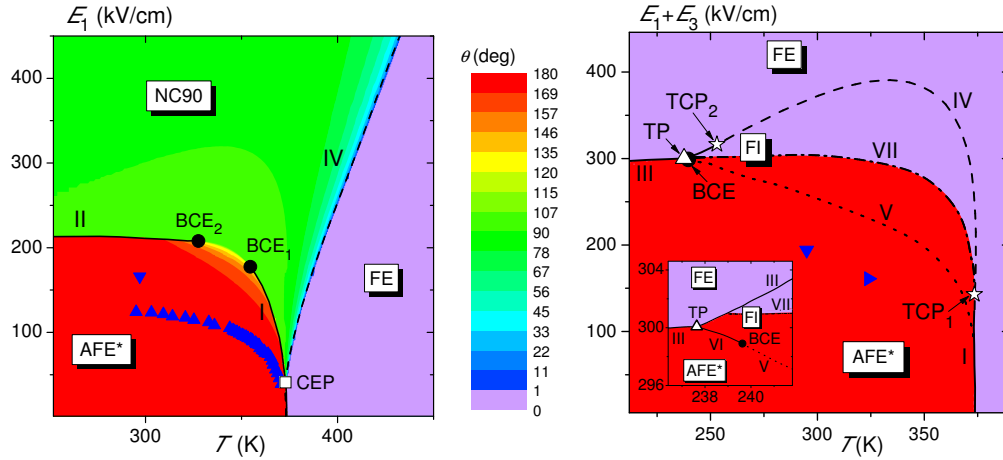 E1 (kV/cm)
400
300
200
100
300
350
400
T (K)
NC90
II
BCE2
BCE1
I
IV
FE
AFE*
CEP
θ (deg)
180
169
157
146
135
124
112
107
90
78
67
56
45
33
22
11
1
0
E1+E3 (kV/cm)
400
300
200
100
250
300
350
T (K)
FE
TCP2
TP
FI
IV
III
VII
BCE
V
TCP1
AFE*
I
304
300
296
238
240
FE
III
TP
FI
VII
III
VI
BCE
V
AFE*